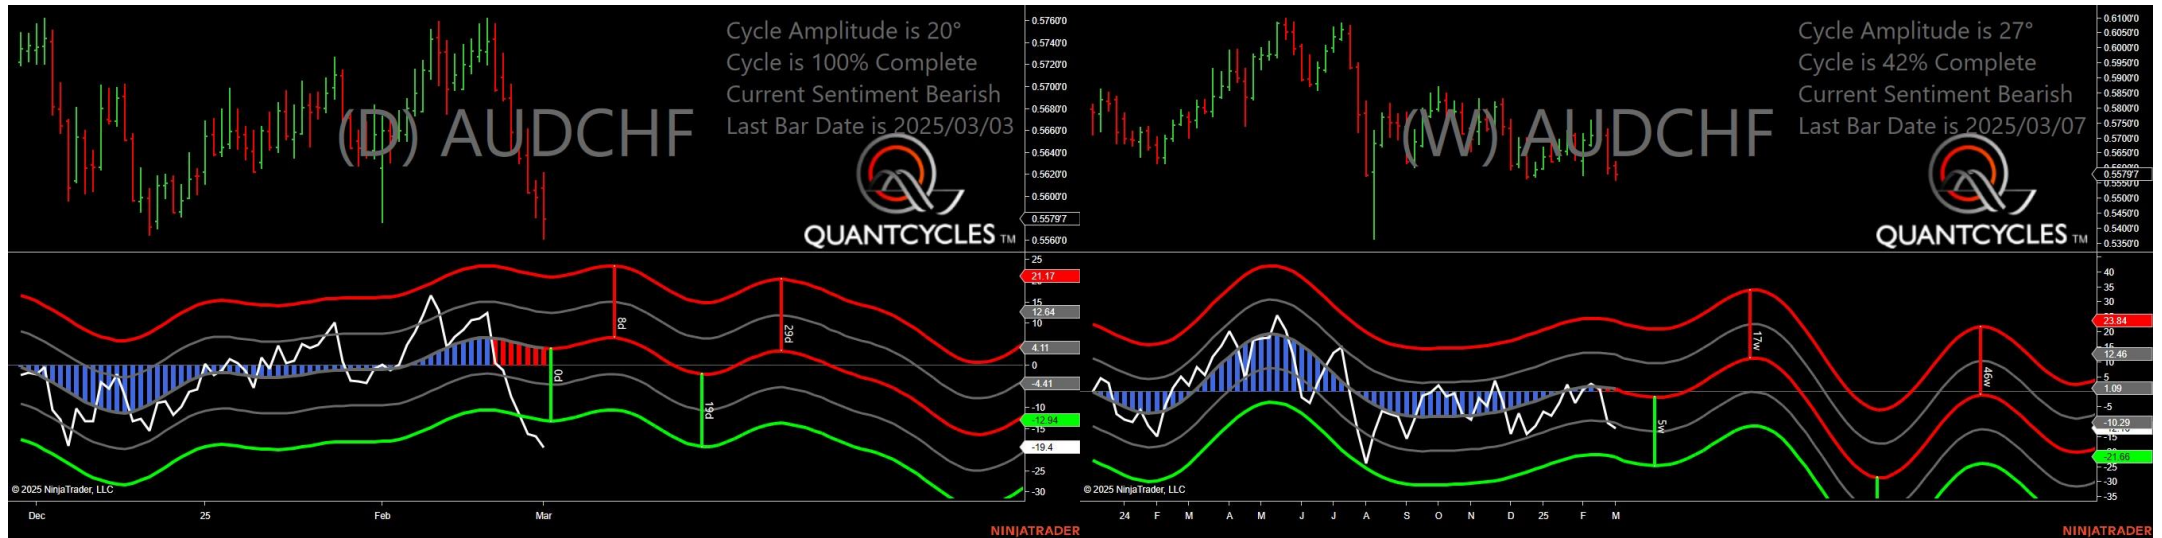 Cycle Amplitude is 20°
Cycle is 100% Complete
Current Sentiment Bearish
Last Bar Date is 2025/03/03
(D) AUDCHF
QUANTCYCLES TM
0.5760'0
0.5740'0
0.5720'0
0.5700'0
0.5680'0
0.5660'0
0.5640'0
0.5620'0
0.5600'0
0.5579'7
0.5560'0
25
21.17
15
12.64
10
4.11
0
-4.41
-10
-12.94
-15
-19.4
-25
-30
8d
29d
0d
19d
© 2025 NinjaTrader, LLC
Dec
25
Feb
Mar
NINJATRADER
Cycle Amplitude is 27°
Cycle is 42% Complete
Current Sentiment Bearish
Last Bar Date is 2025/03/07
(W) AUDCHF
QUANTCYCLES TM
0.6100'0
0.6050'0
0.6000'0
0.5950'0
0.5900'0
0.5850'0
0.5800'0
0.5750'0
0.5700'0
0.5650'0
0.5579'7
0.5550'0
0.5500'0
0.5450'0
0.5400'0
0.5350'0
40
35
30
23.84
20
12.46
10
5
1.09
-5
-10.29
-15
-21.66
-25
-30
-35
17w
46w
5w
© 2025 NinjaTrader, LLC
24 F M A M J J A S O N D 25 F M
NINJATRADER